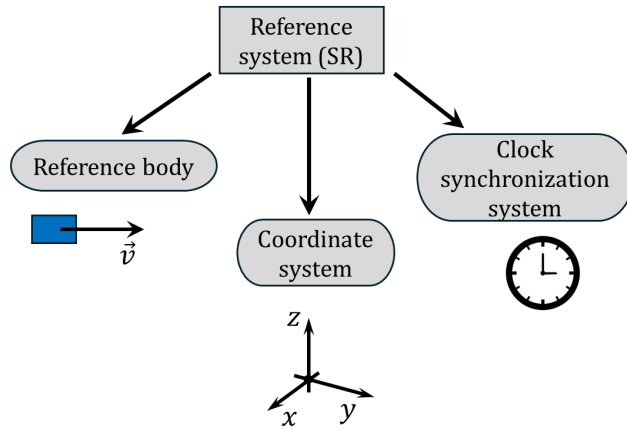 Reference
system (SR)
Reference body
Clock
synchronization
system
v⃗
Coordinate
system
z
x
y